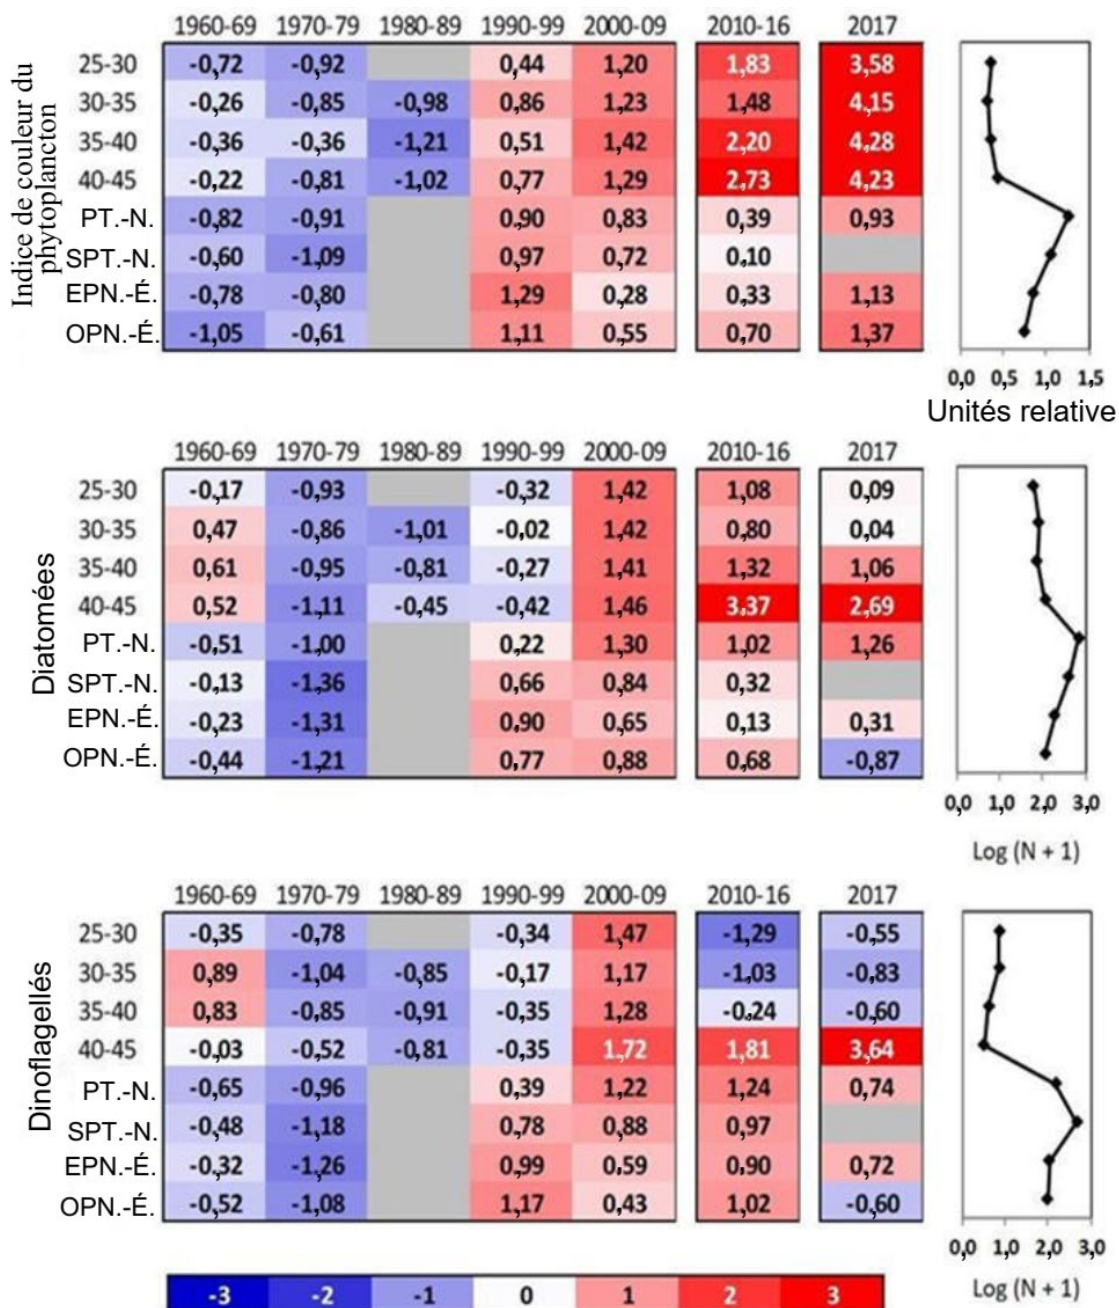 1960-69 1970-79 1980-89 1990-99 2000-09 2010-16 2017
Indice de couleur du
phytoplancton
25-30 -0,72 -0,92 0,44 1,20 1,83 3,58
30-35 -0,26 -0,85 -0,98 0,86 1,23 1,48 4,15
35-40 -0,36 -0,36 -1,21 0,51 1,42 2,20 4,28
40-45 -0,22 -0,81 -1,02 0,77 1,29 2,73 4,23
PT.-N. -0,82 -0,91 0,90 0,83 0,39 0,93
SPT.-N. -0,60 -1,09 0,97 0,72 0,10
EPN.-É. -0,78 -0,80 1,29 0,28 0,33 1,13
OPN.-É. -1,05 -0,61 1,11 0,55 0,70 1,37
0,0 0,5 1,0 1,5
Unités relative
1960-69 1970-79 1980-89 1990-99 2000-09 2010-16 2017
Diatomées
25-30 -0,17 -0,93 -0,32 1,42 1,08 0,09
30-35 0,47 -0,86 -1,01 -0,02 1,42 0,80 0,04
35-40 0,61 -0,95 -0,81 -0,27 1,41 1,32 1,06
40-45 0,52 -1,11 -0,45 -0,42 1,46 3,37 2,69
PT.-N. -0,51 -1,00 0,22 1,30 1,02 1,26
SPT.-N. -0,13 -1,36 0,66 0,84 0,32
EPN.-É. -0,23 -1,31 0,90 0,65 0,13 0,31
OPN.-É. -0,44 -1,21 0,77 0,88 0,68 -0,87
0,0 1,0 2,0 3,0
Log (N + 1)
1960-69 1970-79 1980-89 1990-99 2000-09 2010-16 2017
Dinoflagellés
25-30 -0,35 -0,78 -0,34 1,47 -1,29 -0,55
30-35 0,89 -1,04 -0,85 -0,17 1,17 -1,03 -0,83
35-40 0,83 -0,85 -0,91 -0,35 1,28 -0,24 -0,60
40-45 -0,03 -0,52 -0,81 -0,35 1,72 1,81 3,64
PT.-N. -0,65 -0,96 0,39 1,22 1,24 0,74
SPT.-N. -0,48 -1,18 0,78 0,88 0,97
EPN.-É. -0,32 -1,26 0,99 0,59 0,90 0,72
OPN.-É. -0,52 -1,08 1,17 0,43 1,02 -0,60
0,0 1,0 2,0 3,0
Log (N + 1)
-3 -2 -1 0 1 2 3